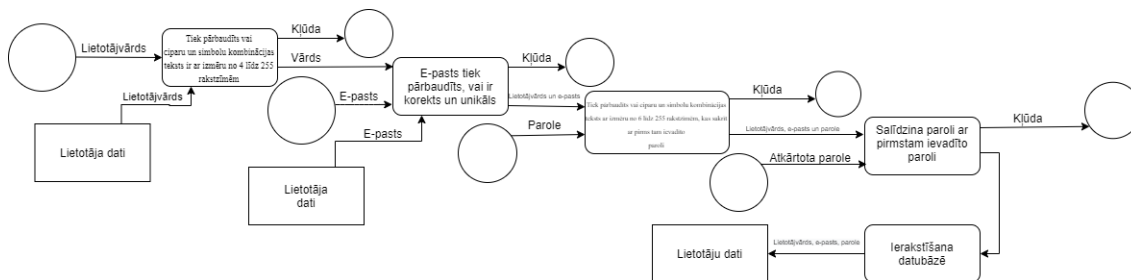 Lietotājvārds
Tiek pārbaudīts vai
ciparu un simbolu kombinācijas
teksts ir ar izmēru no 4 līdz 255
rakstzīmēm
Kļūda
Vārds
Lietotājvārds
Lietotāja dati
E-pasts tiek
pārbaudīts, vai ir
korekts un unikāls
Kļūda
E-pasts
E-pasts
Lietotāja
dati
Lietotājvārds un e-pasts
Parole
Tiek pārbaudīts vai ciparu un simbolu kombinācijas
teksts ar izmēru no 6 līdz 255 rakstzīmēm, kas sakrīt
ar pirms tam ievadīto
paroli
Kļūda
Lietotājvārds, e-pasts un parole
Atkārtota parole
Salīdzina paroli ar
pirmstam ievadīto
paroli
Kļūda
Ierakstīšana
datubāzē
Lietotājvārds, e-pasts, parole
Lietotāju dati